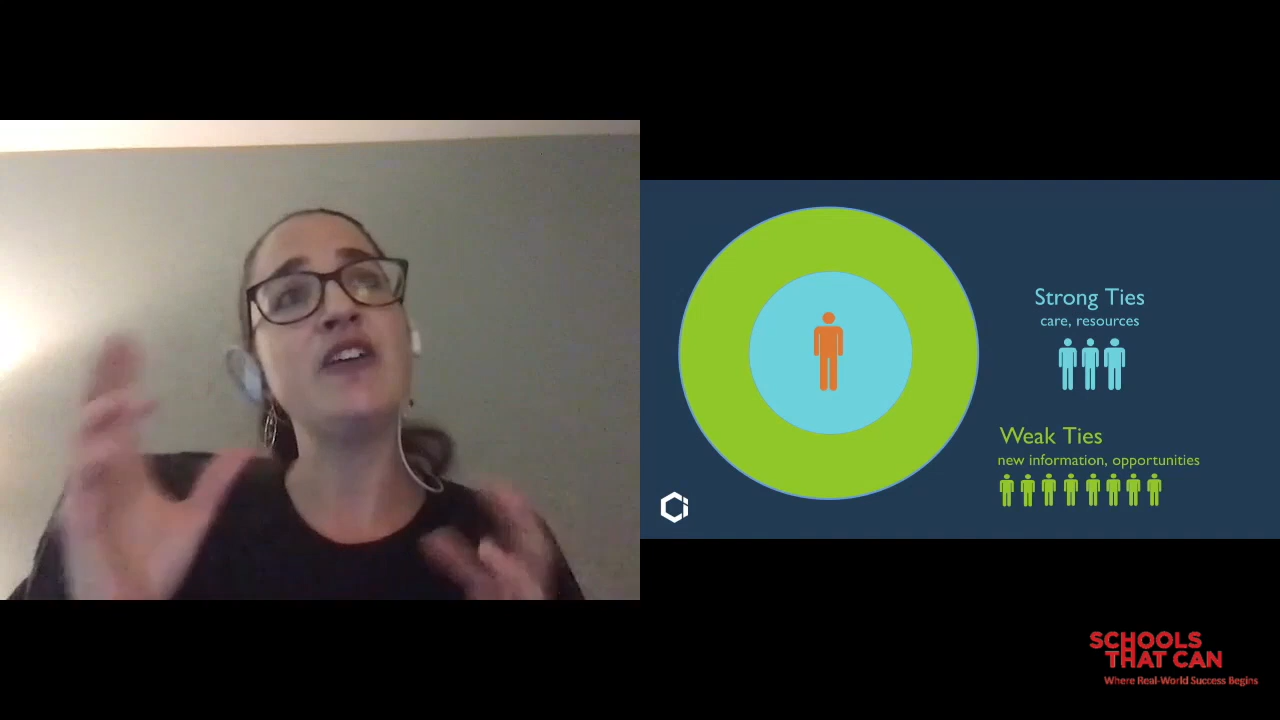 Strong Ties
care, resources
Weak Ties
new information, opportunities
SCHOOLS
THAT CAN
Where Real-World Success Begins